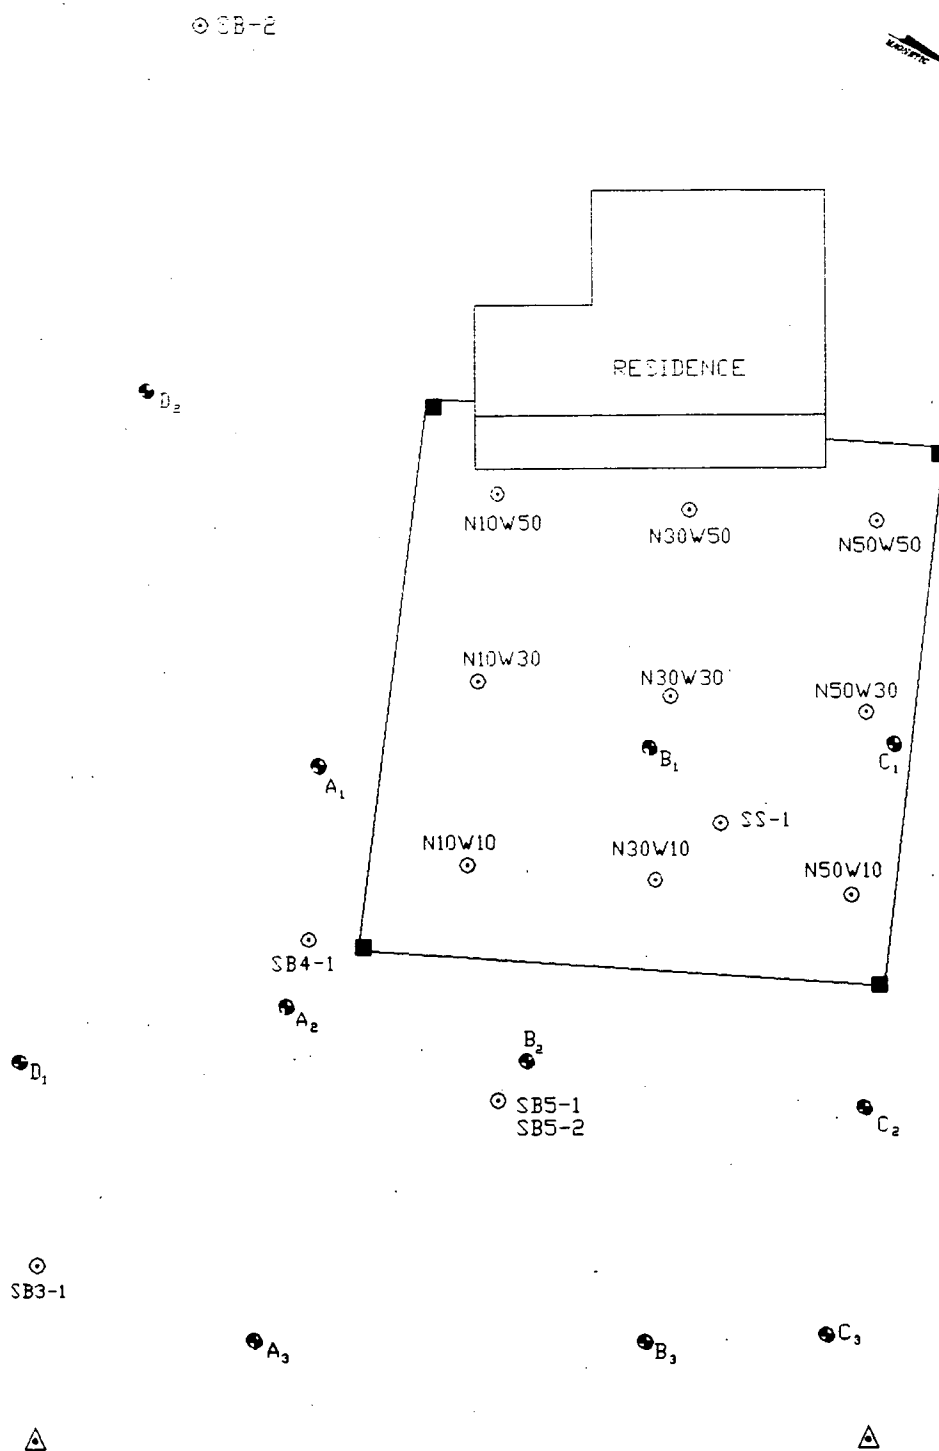 SB-2
MAGNETIC
RESIDENCE
D₂
N10W50
N30W50
N50W50
N10W30
N30W30
N50W30
B₁
C₁
A₁
SS-1
N10W10
N30W10
N50W10
SB4-1
A₂
B₂
D₁
SB5-1
SB5-2
C₂
SB3-1
A₃
B₃
C₃